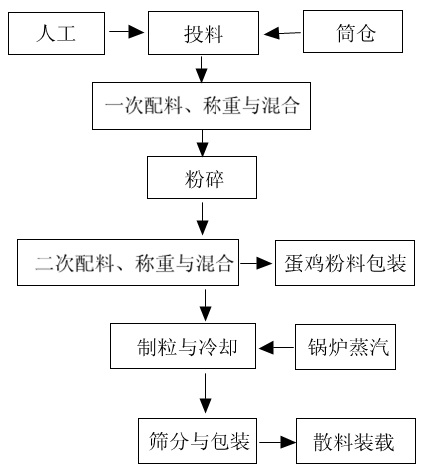 人工
投料
筒仓
一次配料、称重与混合
粉碎
二次配料、称重与混合
蛋鸡粉料包装
制粒与冷却
锅炉蒸汽
筛分与包装
散料装载